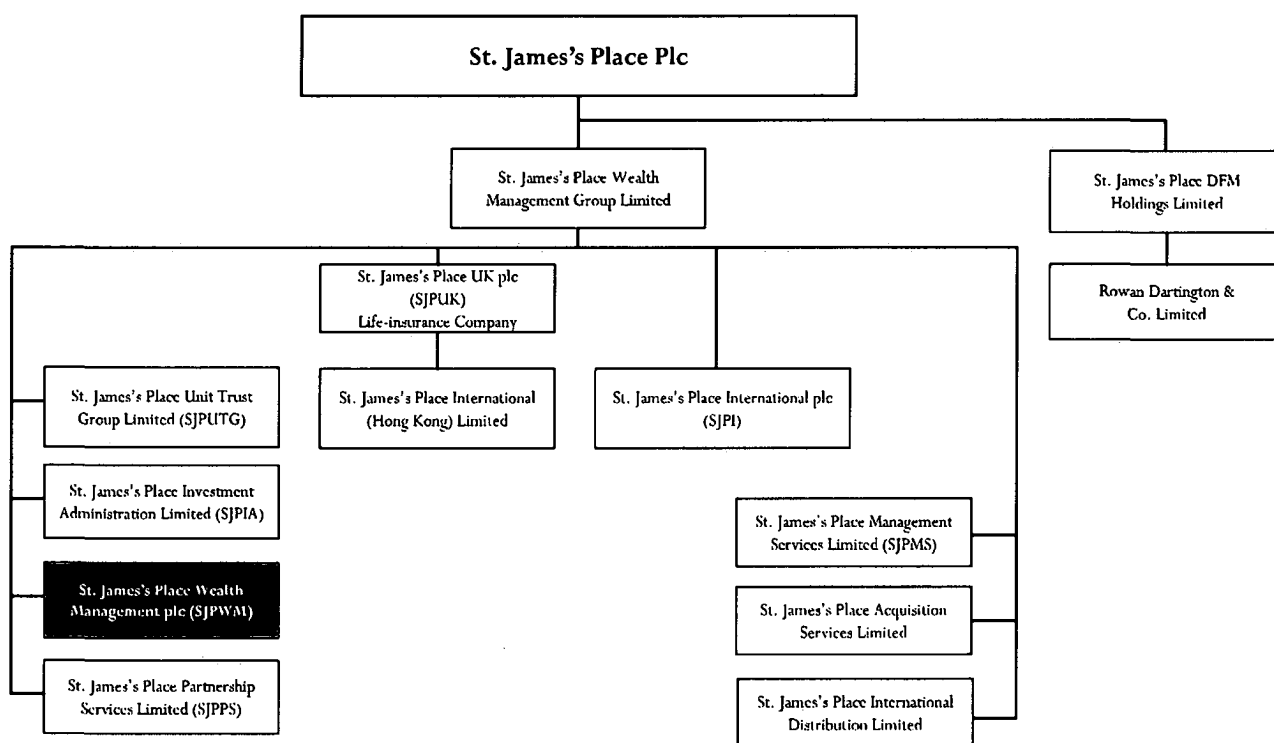 St. James's Place Plc
St. James's Place Wealth
Management Group Limited
St. James's Place DFM
Holdings Limited
St. James's Place UK plc
(SJPUK)
Life-insurance Company
Rowan Dartington &
Co. Limited
St. James's Place Unit Trust
Group Limited (SJPUTG)
St. James's Place International
(Hong Kong) Limited
St. James's Place International plc
(SJPI)
St. James's Place Investment
Administration Limited (SJPIA)
St. James's Place Management
Services Limited (SJPMS)
St. James's Place Wealth
Management plc (SJPWM)
St. James's Place Acquisition
Services Limited
St. James's Place Partnership
Services Limited (SJPPS)
St. James's Place International
Distribution Limited